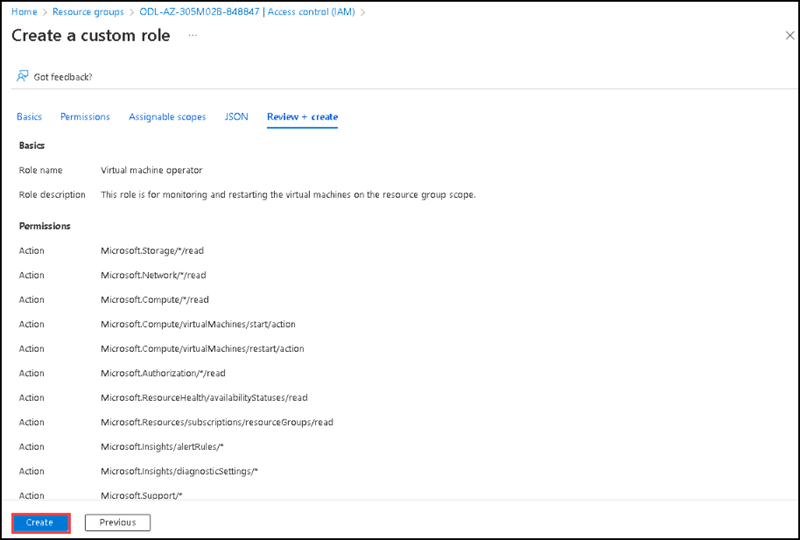 Home > Resource groups > ODL-AZ-305M02B-848847 | Access control (IAM) >
Create a custom role ...
Got feedback?
Basics Permissions Assignable scopes JSON Review + create
Basics
Role name Virtual machine operator
Role description This role is for monitoring and restarting the virtual machines on the resource group scope.
Permissions
Action Microsoft.Storage/*/read
Action Microsoft.Network/*/read
Action Microsoft.Compute/*/read
Action Microsoft.Compute/virtualMachines/start/action
Action Microsoft.Compute/virtualMachines/restart/action
Action Microsoft.Authorization/*/read
Action Microsoft.ResourceHealth/availabilityStatuses/read
Action Microsoft.Resources/subscriptions/resourceGroups/read
Action Microsoft.Insights/alertRules/*
Action Microsoft.Insights/diagnosticSettings/*
Action Microsoft.Support/*
Create Previous